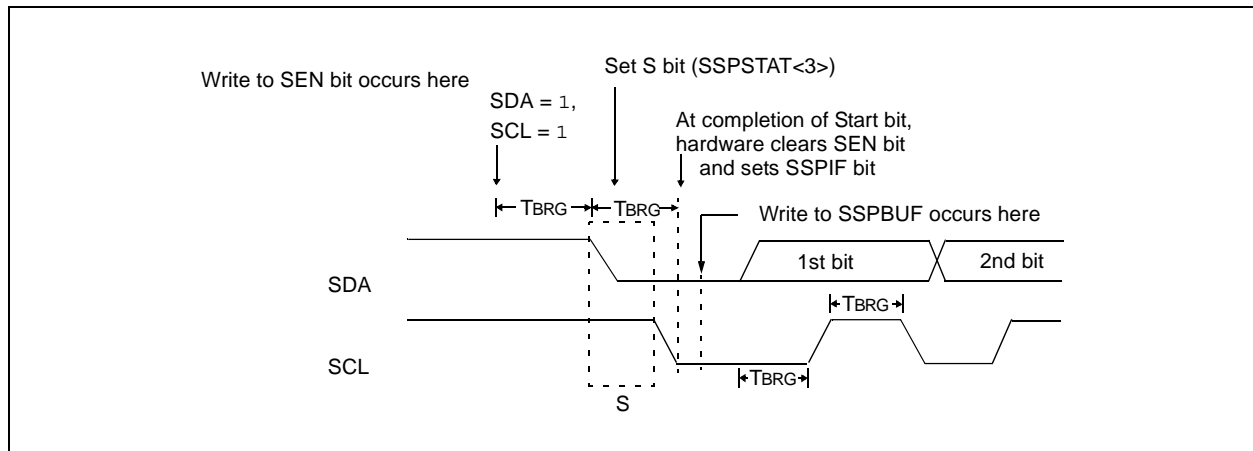 Write to SEN bit occurs here
Set S bit (SSPSTAT<3>)
SDA = 1,
SCL = 1
At completion of Start bit,
hardware clears SEN bit
and sets SSPIF bit
TBRG
TBRG
Write to SSPBUF occurs here
SDA
1st bit
2nd bit
TBRG
SCL
TBRG
S